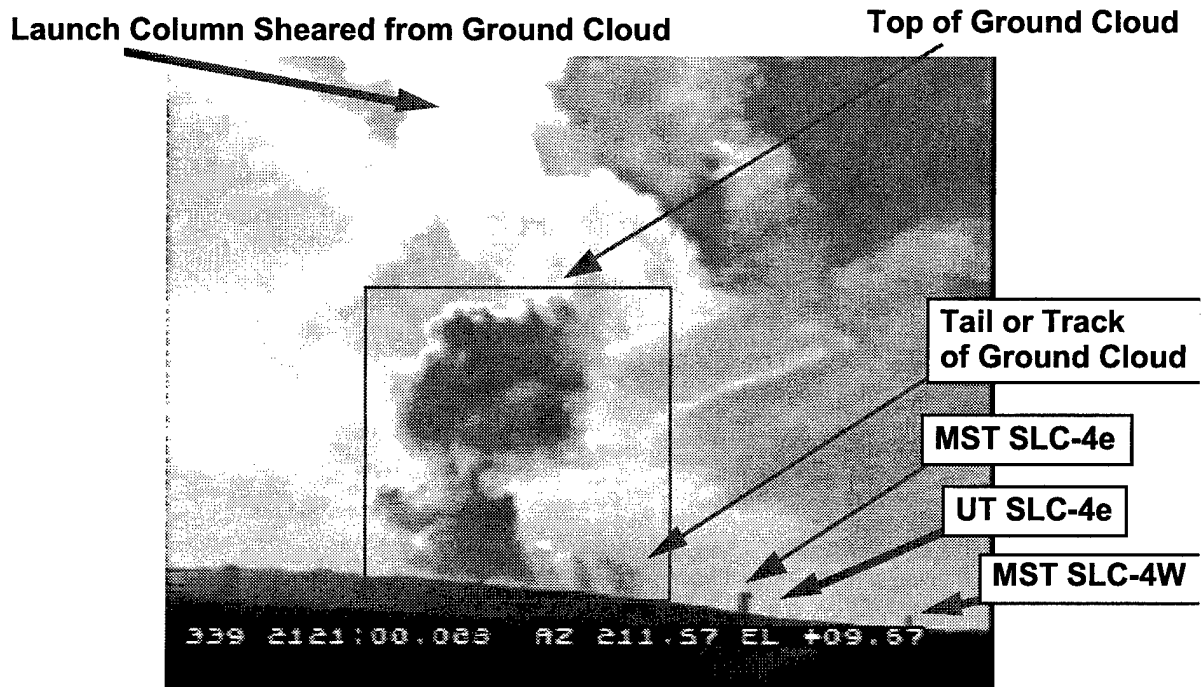 Launch Column Sheared from Ground Cloud
Top of Ground Cloud
Tail or Track
of Ground Cloud
MST SLC-4e
UT SLC-4e
MST SLC-4W
339 2121:00.083 AZ 211.57 EL +09.67